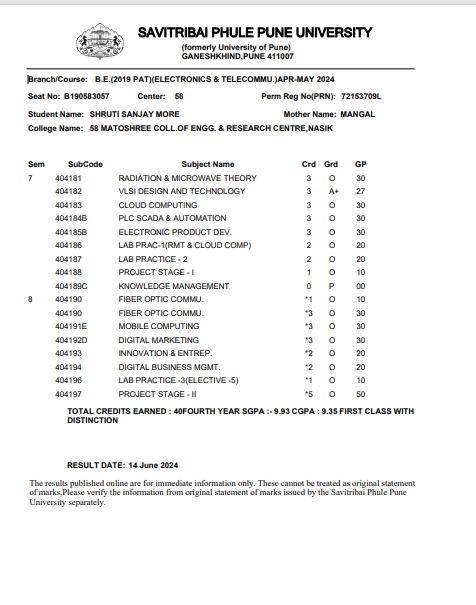 SAVITRIBAI PHULE PUNE UNIVERSITY
(formerly University of Pune)
GANESHKHIND,PUNE 411007
Branch/Course: B.E.(2019 PAT)(ELECTRONICS & TELECOMMU.)APR-MAY 2024
Seat No: B190583057 Center: 58 Perm Reg No(PRN): 72153709L
Student Name: SHRUTI SANJAY MORE Mother Name: MANGAL
College Name: 58 MATOSHREE COLL.OF ENGG. & RESEARCH CENTRE,NASIK
Sem SubCode Subject Name Crd Grd GP
7 404181 RADIATION & MICROWAVE THEORY 3 O 30
404182 VLSI DESIGN AND TECHNOLOGY 3 A+ 27
404183 CLOUD COMPUTING 3 O 30
404184B PLC SCADA & AUTOMATION 3 O 30
404185B ELECTRONIC PRODUCT DEV. 3 O 30
404186 LAB PRAC-1(RMT & CLOUD COMP) 2 O 20
404187 LAB PRACTICE - 2 2 O 20
404188 PROJECT STAGE - I 1 O 10
404189C KNOWLEDGE MANAGEMENT 0 P 00
8 404190 FIBER OPTIC COMMU. *1 O 10
404190 FIBER OPTIC COMMU. *3 O 30
404191E MOBILE COMPUTING *3 O 30
404192D DIGITAL MARKETING *3 O 30
404193 INNOVATION & ENTREP. *2 O 20
404194 DIGITAL BUSINESS MGMT. *2 O 20
404196 LAB PRACTICE -3(ELECTIVE -5) *1 O 10
404197 PROJECT STAGE - II *5 O 50
TOTAL CREDITS EARNED : 40FOURTH YEAR SGPA :- 9.93 CGPA : 9.35 FIRST CLASS WITH
DISTINCTION
RESULT DATE: 14 June 2024
The results published online are for immediate information only. These cannot be treated as original statement
of marks,Please verify the information from original statement of marks issued by the Savitribai Phule Pune
University separately.